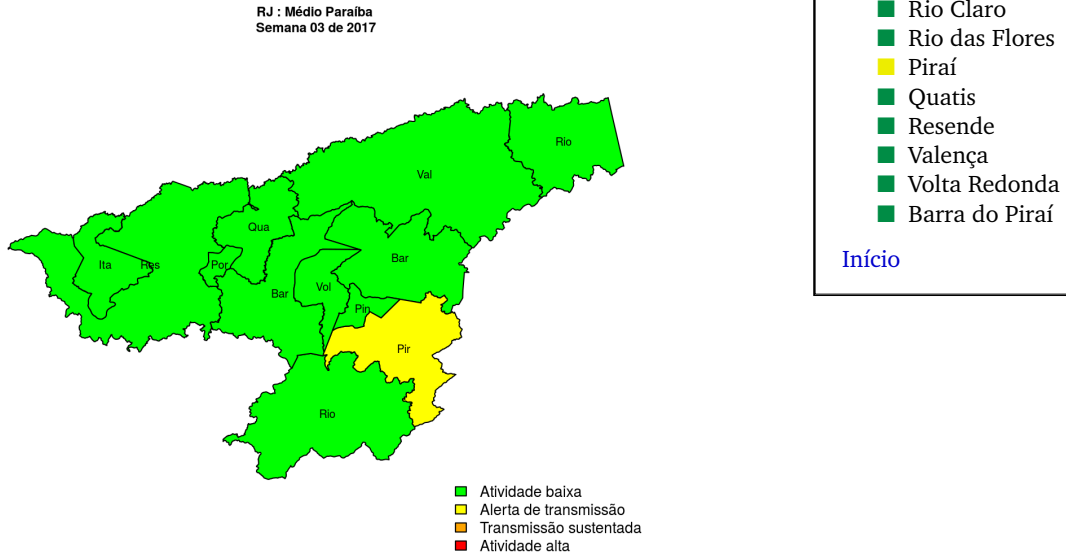 RJ : Médio Paraíba
Semana 03 de 2017
Rio
Val
Qua
Bar
Ita
Res
Por
Bar
Vol
Pin
Pir
Rio
Atividade baixa
Alerta de transmissão
Transmissão sustentada
Atividade alta
Rio Claro
Rio das Flores
Piraí
Quatis
Resende
Valença
Volta Redonda
Barra do Piraí
Início